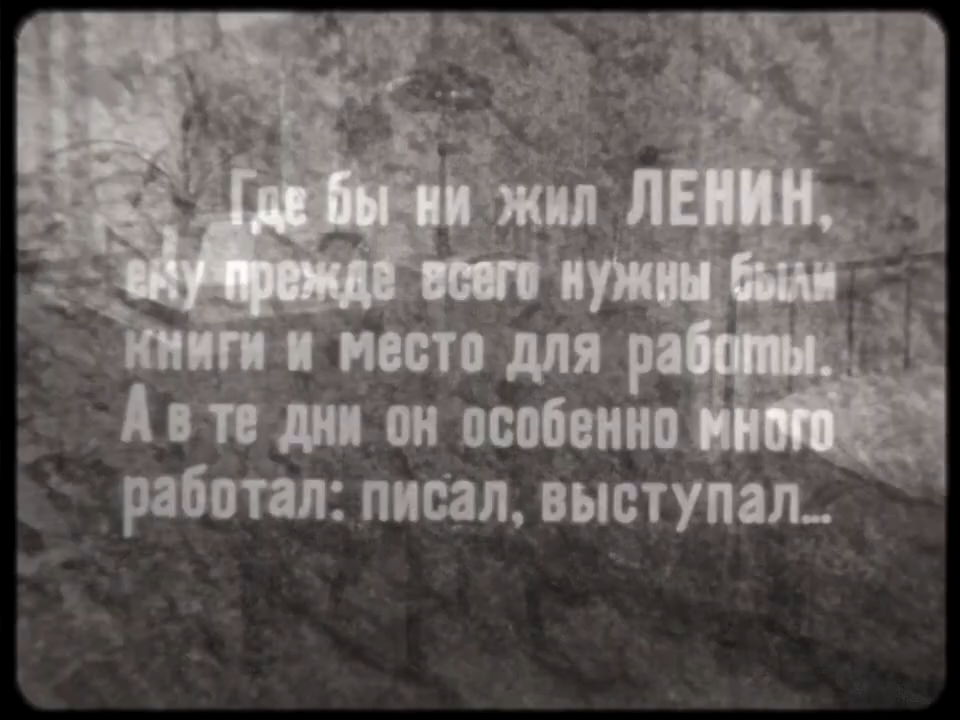 Где бы ни жил ЛЕНИН,
ему прежде всего нужны были
книги и место для работы.
А в те дни он особенно много
работал: писал, выступал...